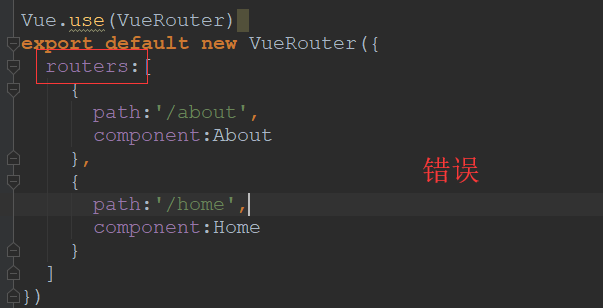 Vue.use(VueRouter)
export default new VueRouter({
  routers:[
    {
      path:'/about',
      component:About
    },
    {
      path:'/home',
      component:Home
    }
  ]
})
错误